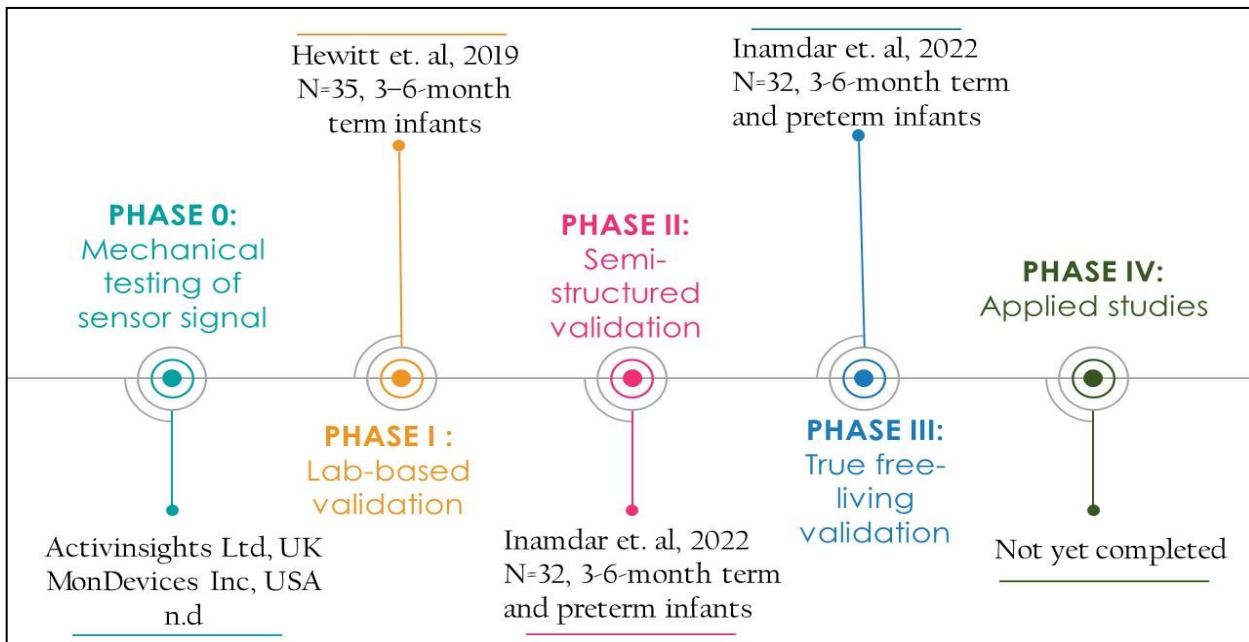 Hewitt et. al, 2019
N=35, 3–6-month
term infants
Inamdar et. al, 2022
N=32, 3-6-month term
and preterm infants
PHASE 0:
Mechanical
testing of
sensor signal
PHASE II:
Semi-
structured
validation
PHASE IV:
Applied studies
PHASE I :
Lab-based
validation
PHASE III:
True free-
living
validation
Activinsights Ltd, UK
MonDevices Inc, USA
n.d
Inamdar et. al, 2022
N=32, 3-6-month term
and preterm infants
Not yet completed